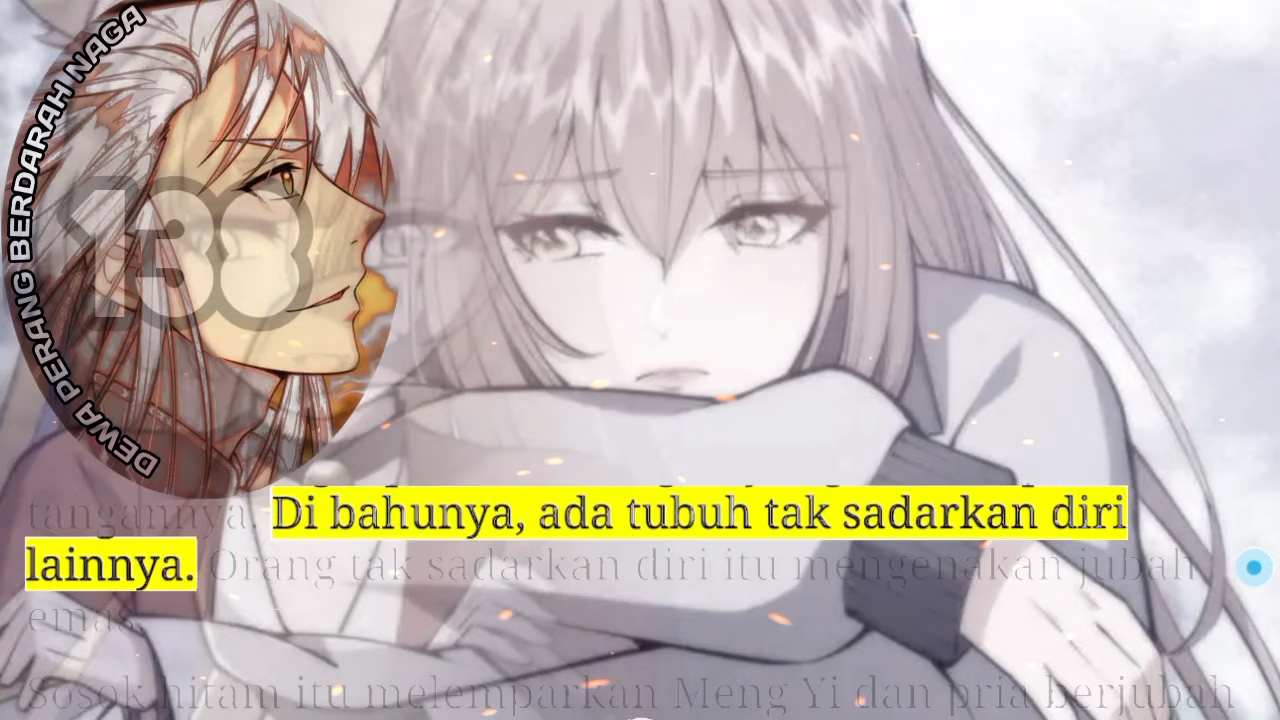 DEWA PERANG BERDARAH NAGA
138
tangannya. Di bahunya, ada tubuh tak sadarkan diri
lainnya. Orang tak sadarkan diri itu mengenakan jubah
emas.
Sosok hitam itu melemparkan Meng Yi dan pria berjubah